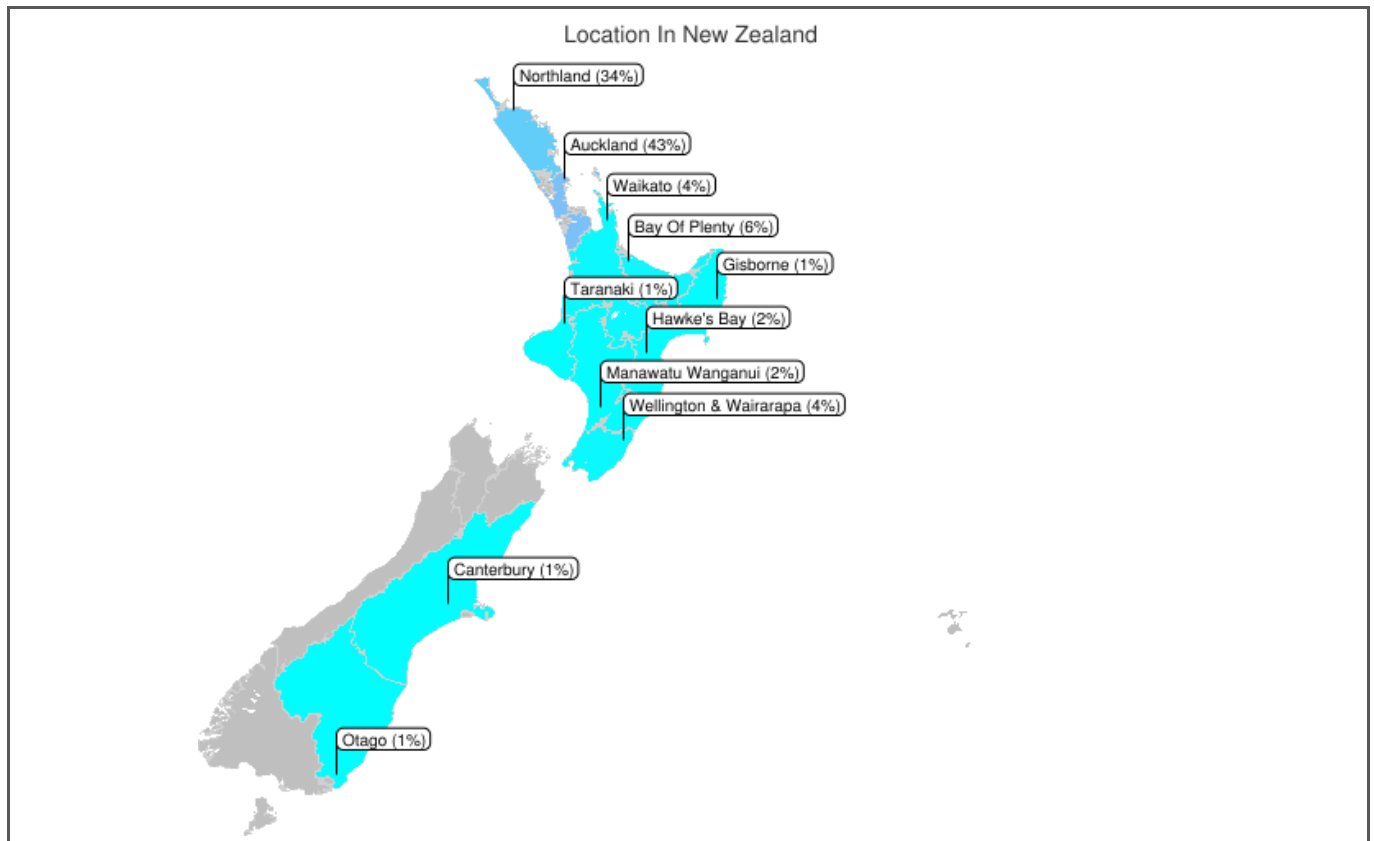 Location In New Zealand
Northland (34%)
Auckland (43%)
Waikato (4%)
Bay Of Plenty (6%)
Gisborne (1%)
Taranaki (1%)
Hawke's Bay (2%)
Manawatu Wanganui (2%)
Wellington & Wairarapa (4%)
Canterbury (1%)
Otago (1%)